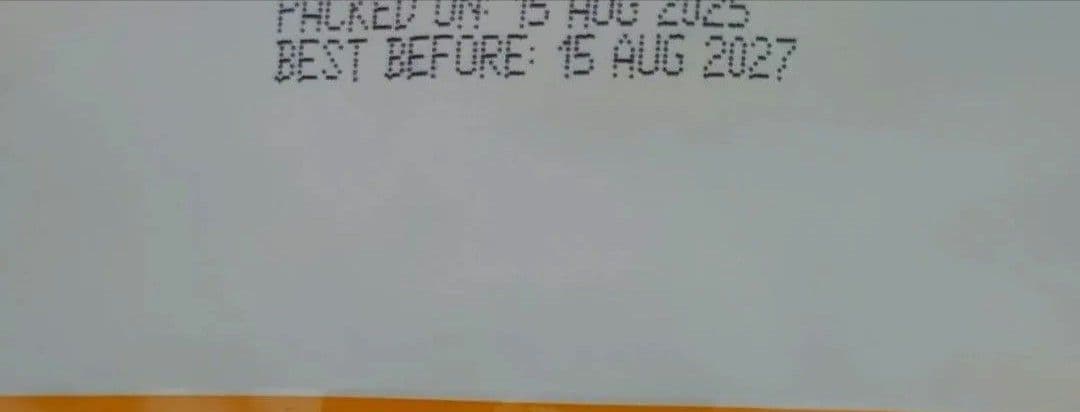 PACKED ON: 15 AUG 2025
BEST BEFORE: 15 AUG 2027